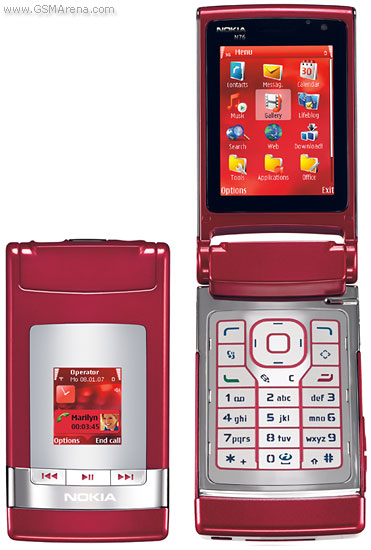 www.GSMArena.com
NOKIA
N76
Menu
Contacts Messag. Calendar
Music Gallery Lifeblog
Search Web Download!
Tools Applications Office
Options Exit
Operator
Mo 08.01.07
Marilyn
00:03:45
Options End call
NOKIA
C
1 2 abc def 3
4 ghi 5 jkl mno 6
7 pqrs 8 tuv wxyz 9
* + 0 #